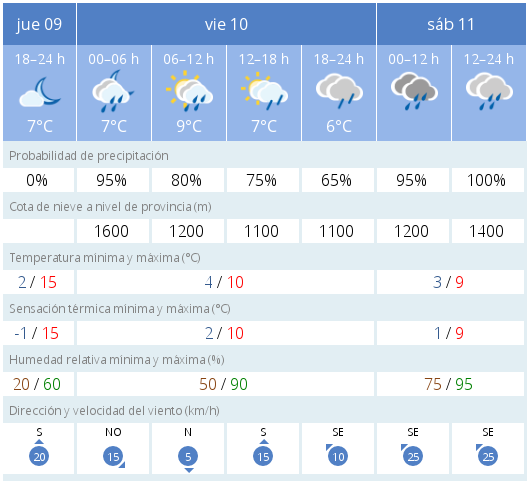 jue 09 vie 10 sáb 11
18–24 h 00–06 h 06–12 h 12–18 h 18–24 h 00–12 h 12–24 h
7°C 7°C 9°C 7°C 6°C
Probabilidad de precipitación
0% 95% 80% 75% 65% 95% 100%
Cota de nieve a nivel de provincia (m)
1600 1200 1100 1100 1200 1400
Temperatura mínima y máxima (°C)
2 / 15 4 / 10 3 / 9
Sensación térmica mínima y máxima (°C)
-1 / 15 2 / 10 1 / 9
Humedad relativa mínima y máxima (%)
20 / 60 50 / 90 75 / 95
Dirección y velocidad del viento (km/h)
S NO N S SE SE SE
20 15 5 15 10 25 25